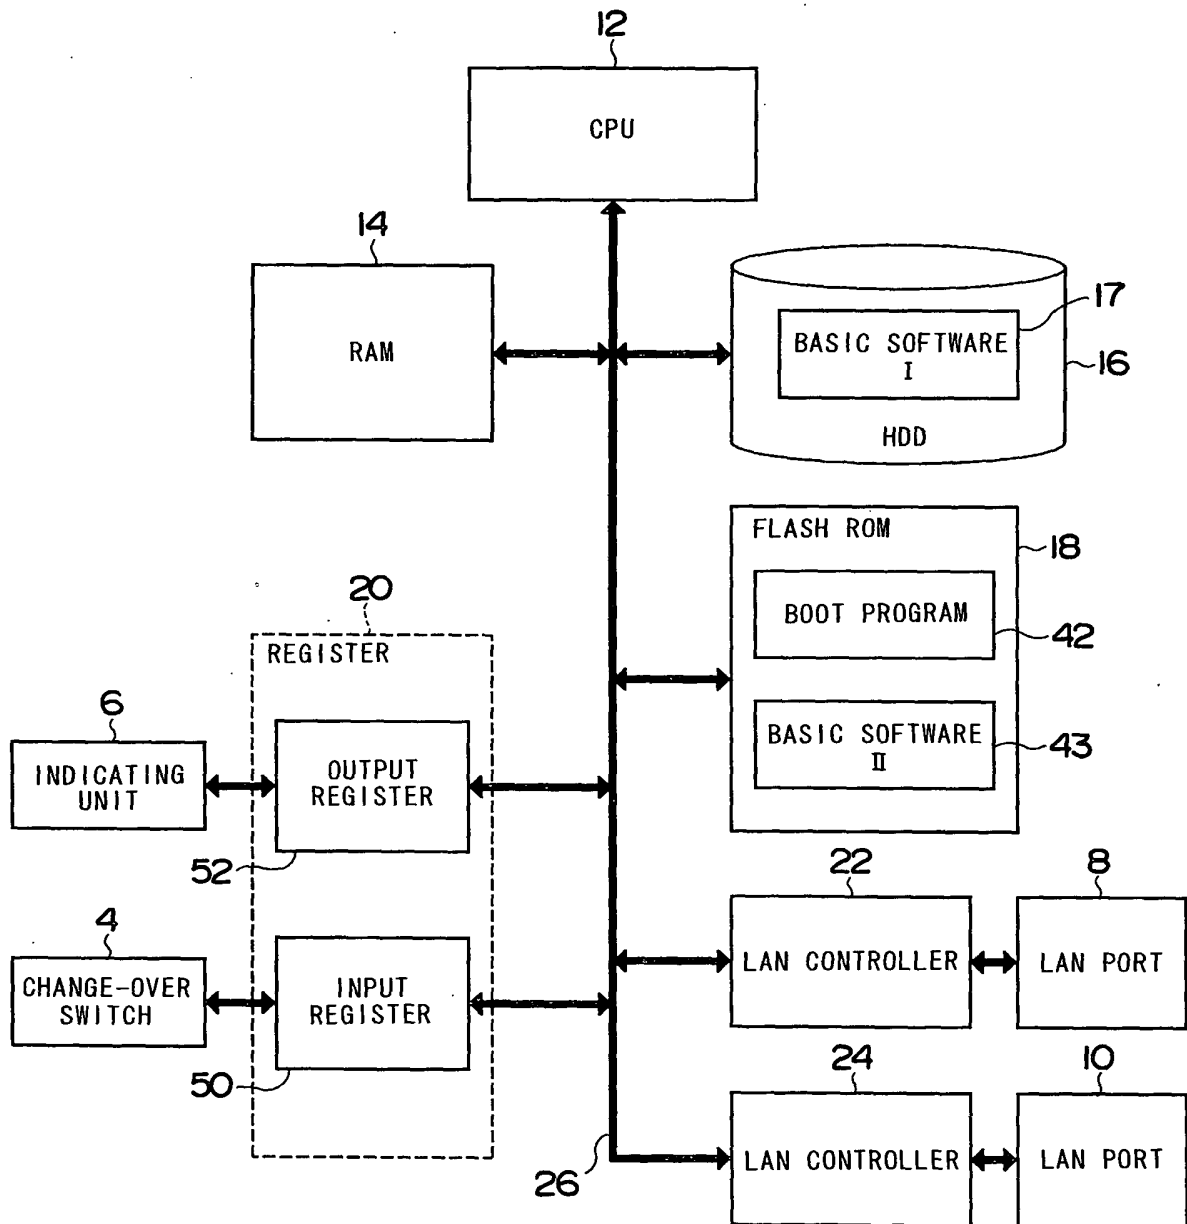 12
CPU
14
RAM
17
BASIC SOFTWARE
I
16
HDD
FLASH ROM
18
BOOT PROGRAM
42
BASIC SOFTWARE
II
43
20
REGISTER
6
INDICATING
UNIT
OUTPUT
REGISTER
52
4
CHANGE-OVER
SWITCH
INPUT
REGISTER
50
22
LAN CONTROLLER
8
LAN PORT
24
LAN CONTROLLER
10
LAN PORT
26